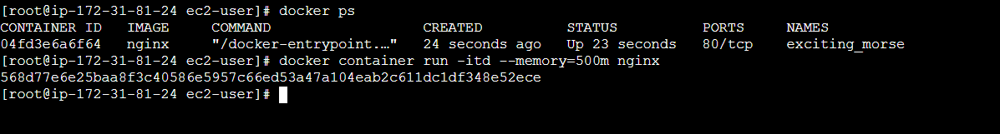 [root@ip-172-31-81-24 ec2-user]# docker ps
CONTAINER ID   IMAGE     COMMAND                  CREATED          STATUS          PORTS     NAMES
04fd3e6a6f64   nginx     "/docker-entrypoint.…"   24 seconds ago   Up 23 seconds   80/tcp    exciting_morse
[root@ip-172-31-81-24 ec2-user]# docker container run -itd --memory=500m nginx
568d77e6e25baa8f3c40586e5957c66ed53a47a104eab2c611dc1df348e52ece
[root@ip-172-31-81-24 ec2-user]#